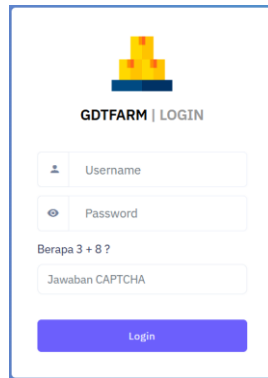 GDTFARM | LOGIN
Username
Password
Berapa 3 + 8 ?
Jawaban CAPTCHA
Login